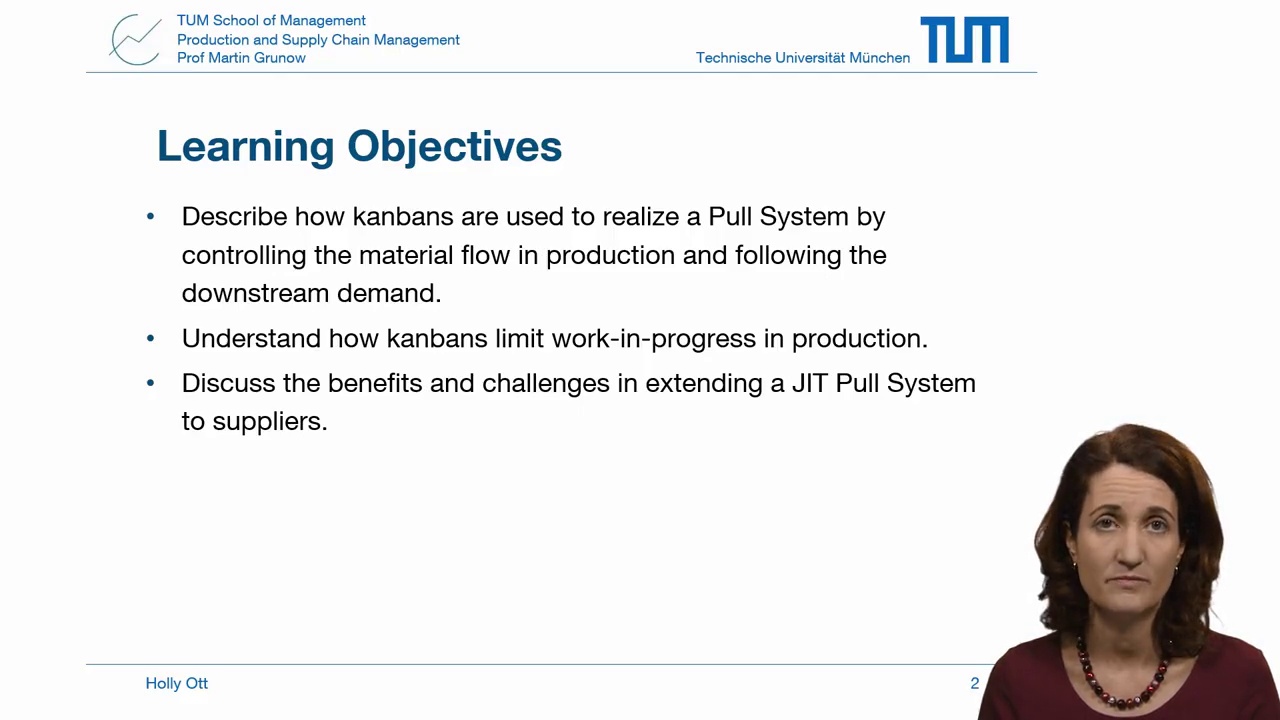 TUM School of Management
Production and Supply Chain Management
Prof Martin Grunow
Technische Universität München
TUM
Learning Objectives
• Describe how kanbans are used to realize a Pull System by
controlling the material flow in production and following the
downstream demand.
• Understand how kanbans limit work-in-progress in production.
• Discuss the benefits and challenges in extending a JIT Pull System
to suppliers.
Holly Ott
2